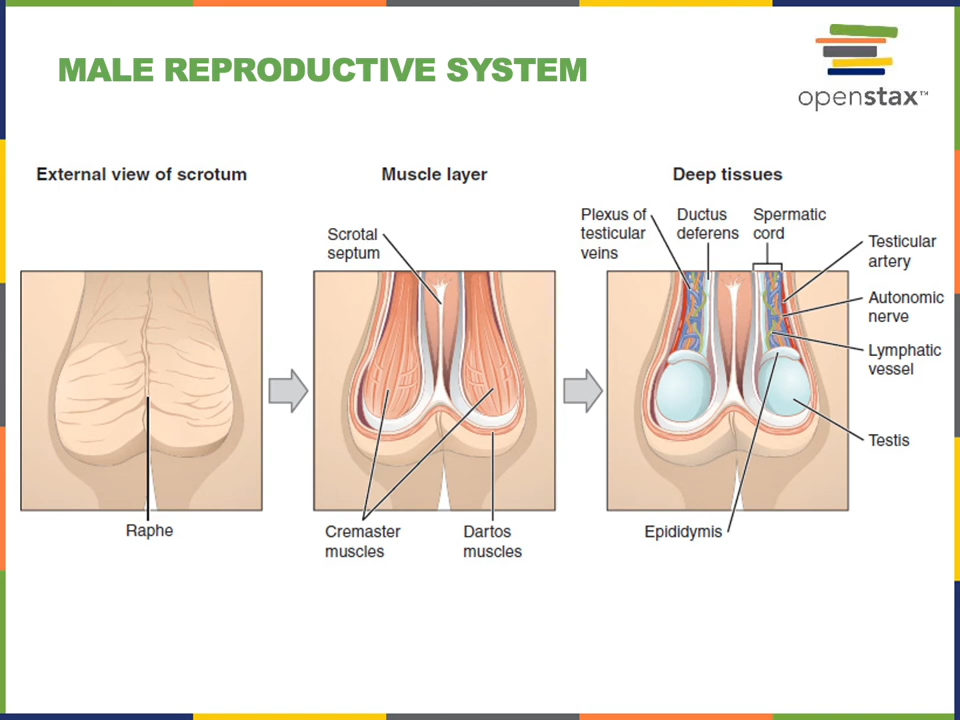 MALE REPRODUCTIVE SYSTEM
openstax™
External view of scrotum
Muscle layer
Deep tissues
Scrotal
septum
Plexus of
testicular
veins
Ductus
deferens
Spermatic
cord
Testicular
artery
Autonomic
nerve
Lymphatic
vessel
Testis
Raphe
Cremaster
muscles
Dartos
muscles
Epididymis